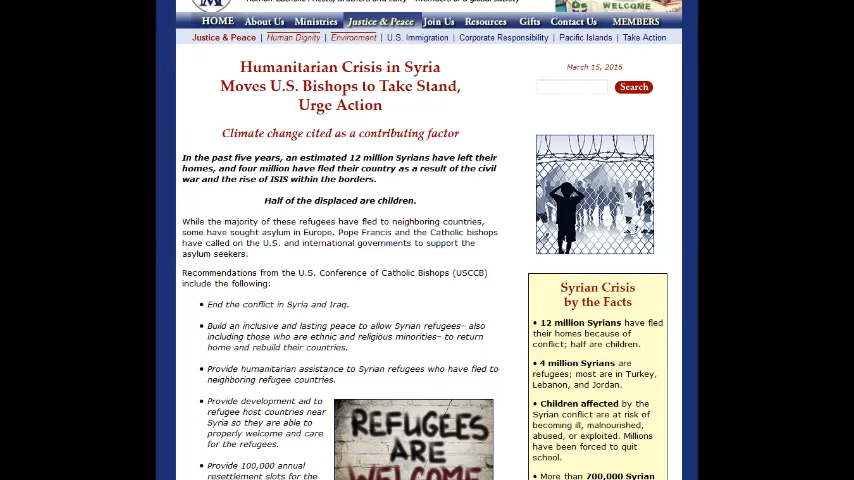 WELCOME
HOME About Us Ministries Justice & Peace Join Us Resources Gifts Contact Us MEMBERS
Justice & Peace | Human Dignity | Environment | U.S. Immigration | Corporate Responsibility | Pacific Islands | Take Action
Humanitarian Crisis in Syria
Moves U.S. Bishops to Take Stand,
Urge Action
Climate change cited as a contributing factor
In the past five years, an estimated 12 million Syrians have left their
homes, and four million have fled their country as a result of the civil
war and the rise of ISIS within the borders.
Half of the displaced are children.
While the majority of these refugees have fled to neighboring countries,
some have sought asylum in Europe. Pope Francis and the Catholic bishops
have called on the U.S. and international governments to support the
asylum seekers.
Recommendations from the U.S. Conference of Catholic Bishops (USCCB)
include the following:
• End the conflict in Syria and Iraq.
• Build an inclusive and lasting peace to allow Syrian refugees– also
including those who are ethnic and religious minorities– to return
home and rebuild their countries.
• Provide humanitarian assistance to Syrian refugees who have fled to
neighboring refugee countries.
• Provide development aid to
refugee host countries near
Syria so they are able to
properly welcome and care
for the refugees.
• Provide 100,000 annual
resettlement slots for the
REFUGEES
ARE
WELCOME
March 15, 2016
Search
Syrian Crisis
by the Facts
• 12 million Syrians have fled
their homes because of
conflict; half are children.
• 4 million Syrians are
refugees; most are in Turkey,
Lebanon, and Jordan.
• Children affected by the
Syrian conflict are at risk of
becoming ill, malnourished,
abused, or exploited. Millions
have been forced to quit
school.
• More than 700,000 Syrian